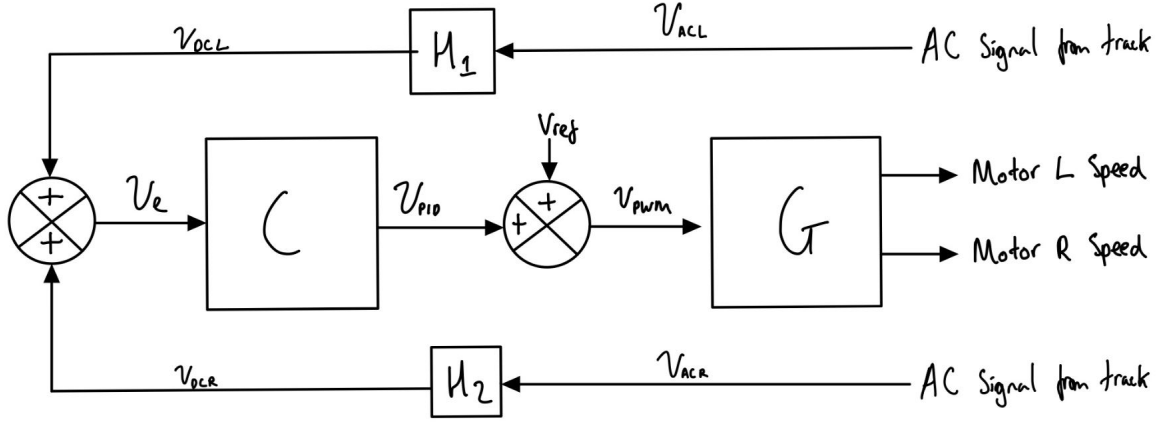 V_DCL
H_1
V_ACL
AC Signal from track
V_ref
+
+
V_e
C
V_PID
+
+
V_PWM
G
Motor L Speed
Motor R Speed
V_DCR
H_2
V_ACR
AC Signal from track